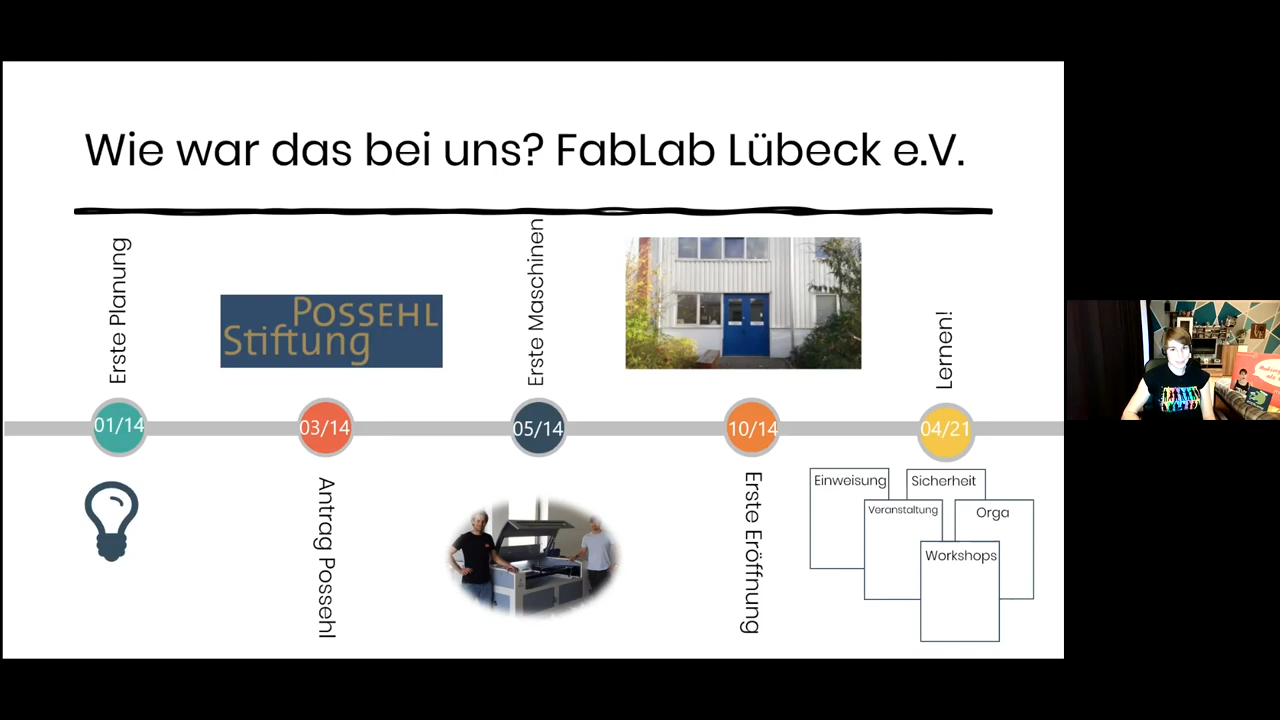 Wie war das bei uns? FabLab Lübeck e.V.
Erste Planung
POSSEHL
Stiftung
Erste Maschinen
Lernen!
01/14
03/14
05/14
10/14
04/21
Antrag Possehl
Erste Eröffnung
Einweisung
Sicherheit
Veranstaltung
Orga
Workshops